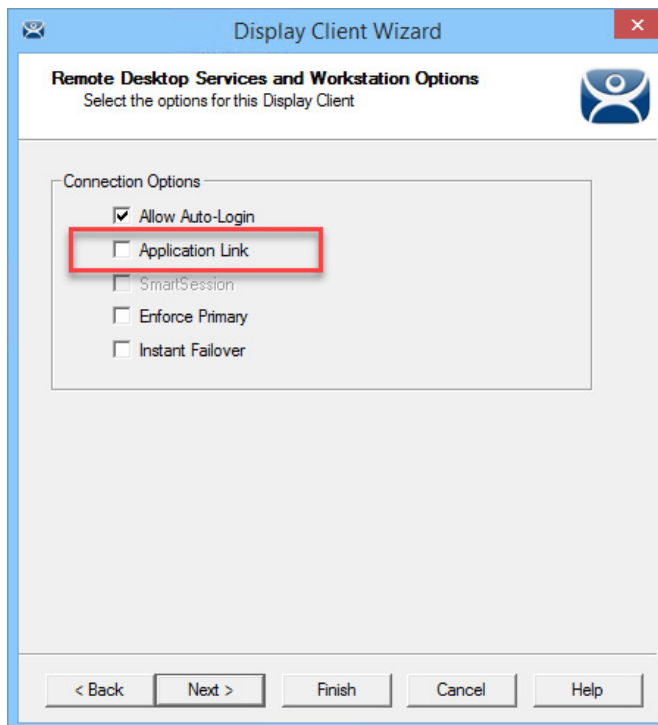 Display Client Wizard
Remote Desktop Services and Workstation Options
Select the options for this Display Client
Connection Options
Allow Auto-Login
Application Link
SmartSession
Enforce Primary
Instant Failover
< Back Next > Finish Cancel Help